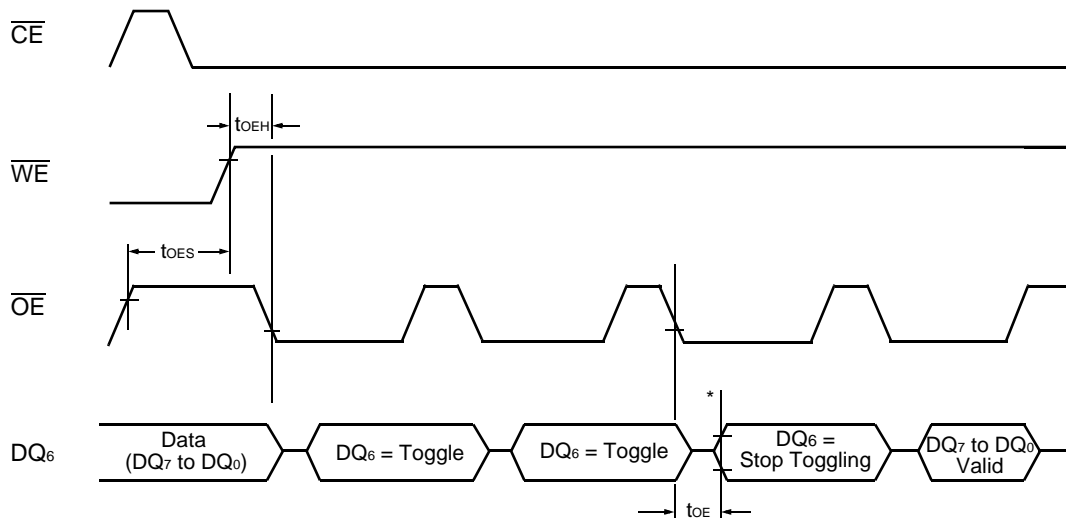 CE
tOEH
WE
tOES
OE
*
DQ6
Data
(DQ7 to DQ0)
DQ6 = Toggle
DQ6 = Toggle
DQ6 =
Stop Toggling
DQ7 to DQ0
Valid
tOE